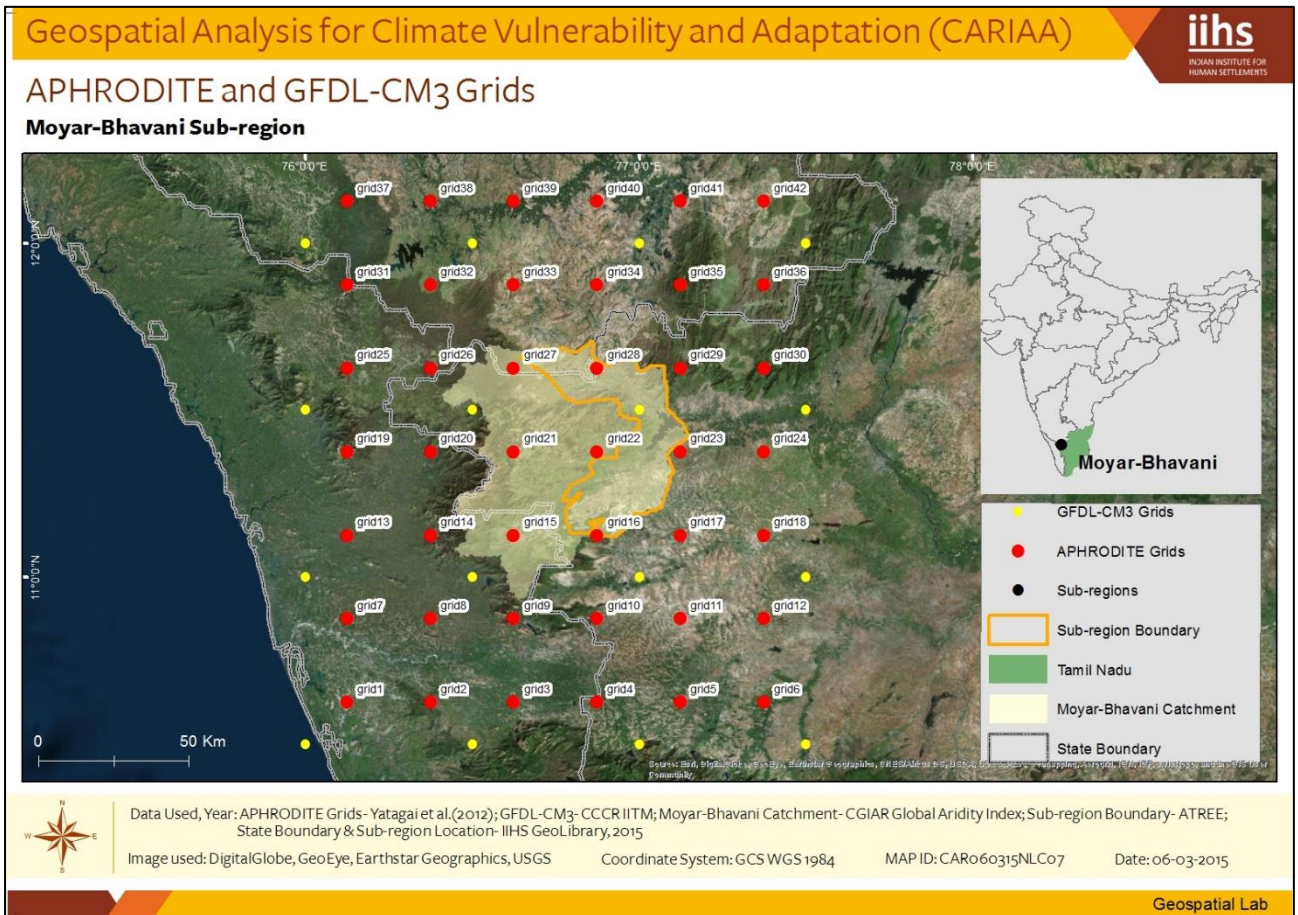 Geospatial Analysis for Climate Vulnerability and Adaptation (CARIAA)
iihs
INDIAN INSTITUTE FOR
HUMAN SETTLEMENTS
APHRODITE and GFDL-CM3 Grids
Moyar-Bhavani Sub-region
76°0'0"E 77°0'0"E 78°0'0"E
grid37 grid38 grid39 grid40 grid41 grid42
12°0'0"N
grid31 grid32 grid33 grid34 grid35 grid36
grid25 grid26 grid27 grid28 grid29 grid30
grid19 grid20 grid21 grid22 grid23 grid24
grid13 grid14 grid15 grid16 grid17 grid18
11°0'0"N
grid7 grid8 grid9 grid10 grid11 grid12
grid1 grid2 grid3 grid4 grid5 grid6
0 50 Km
Moyar-Bhavani
GFDL-CM3 Grids
APHRODITE Grids
Sub-regions
Sub-region Boundary
Tamil Nadu
Moyar-Bhavani Catchment
State Boundary
Source: Esri, DigitalGlobe, GeoEye, Earthstar Geographics,
Community
N
W E
S
Data Used, Year: APHRODITE Grids- Yatagai et al.(2012); GFDL-CM3- CCCR IITM; Moyar-Bhavani Catchment- CGIAR Global Aridity Index; Sub-region Boundary- ATREE;
State Boundary & Sub-region Location- IIHS GeoLibrary, 2015
Image used: DigitalGlobe, GeoEye, Earthstar Geographics, USGS Coordinate System: GCS WGS 1984 MAP ID: CAR060315NLC07 Date: 06-03-2015
Geospatial Lab